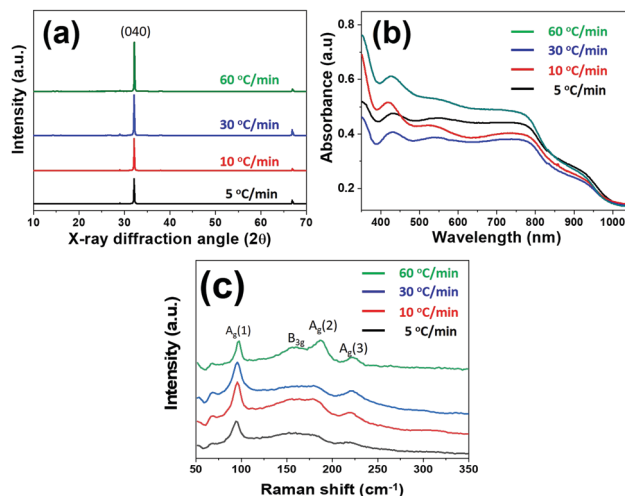 (a)
(040)
60 °C/min
30 °C/min
10 °C/min
5 °C/min
Intensity (a.u.)
10 20 30 40 50 60 70
X-ray diffraction angle (2θ)
(b)
60 °C/min
30 °C/min
10 °C/min
5 °C/min
Absorbance (a.u
0.8
0.6
0.4
0.2
400 500 600 700 800 900 1000
Wavelength (nm)
(c)
60 °C/min
30 °C/min
10 °C/min
5 °C/min
Ag(1)
B3g
Ag(2)
Ag(3)
Intensity (a.u.)
50 100 150 200 250 300 350
Raman shift (cm-1)